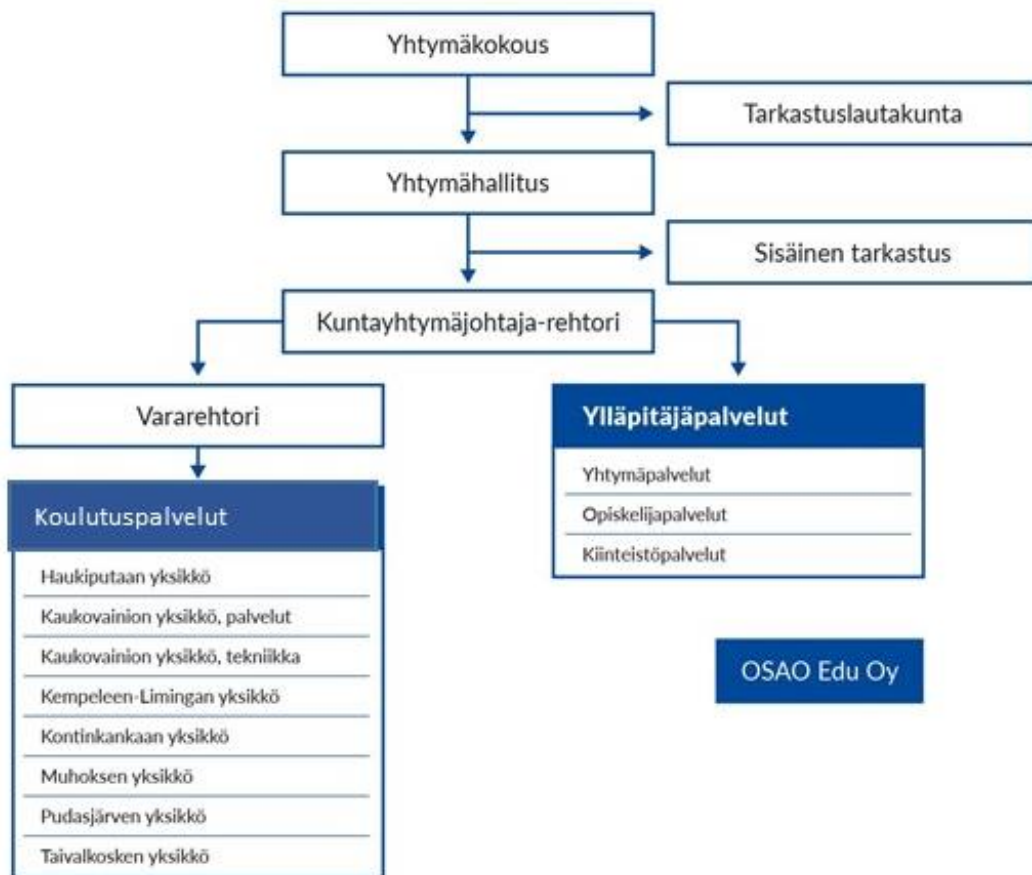 Yhtymäkokous
Tarkastuslautakunta
Yhtymähallitus
Sisäinen tarkastus
Kuntayhtymäjohtaja-rehtori
Vararehtori
Koulutuspalvelut
Haukiputaan yksikkö
Kaukovainion yksikkö, palvelut
Kaukovainion yksikkö, tekniikka
Kempeleen-Limingan yksikkö
Kontinkankaan yksikkö
Muhoksen yksikkö
Pudasjärven yksikkö
Taivalkosken yksikkö
Ylläpitäjäpalvelut
Yhtymäpalvelut
Opiskelijapalvelut
Kiinteistöpalvelut
OSAO Edu Oy